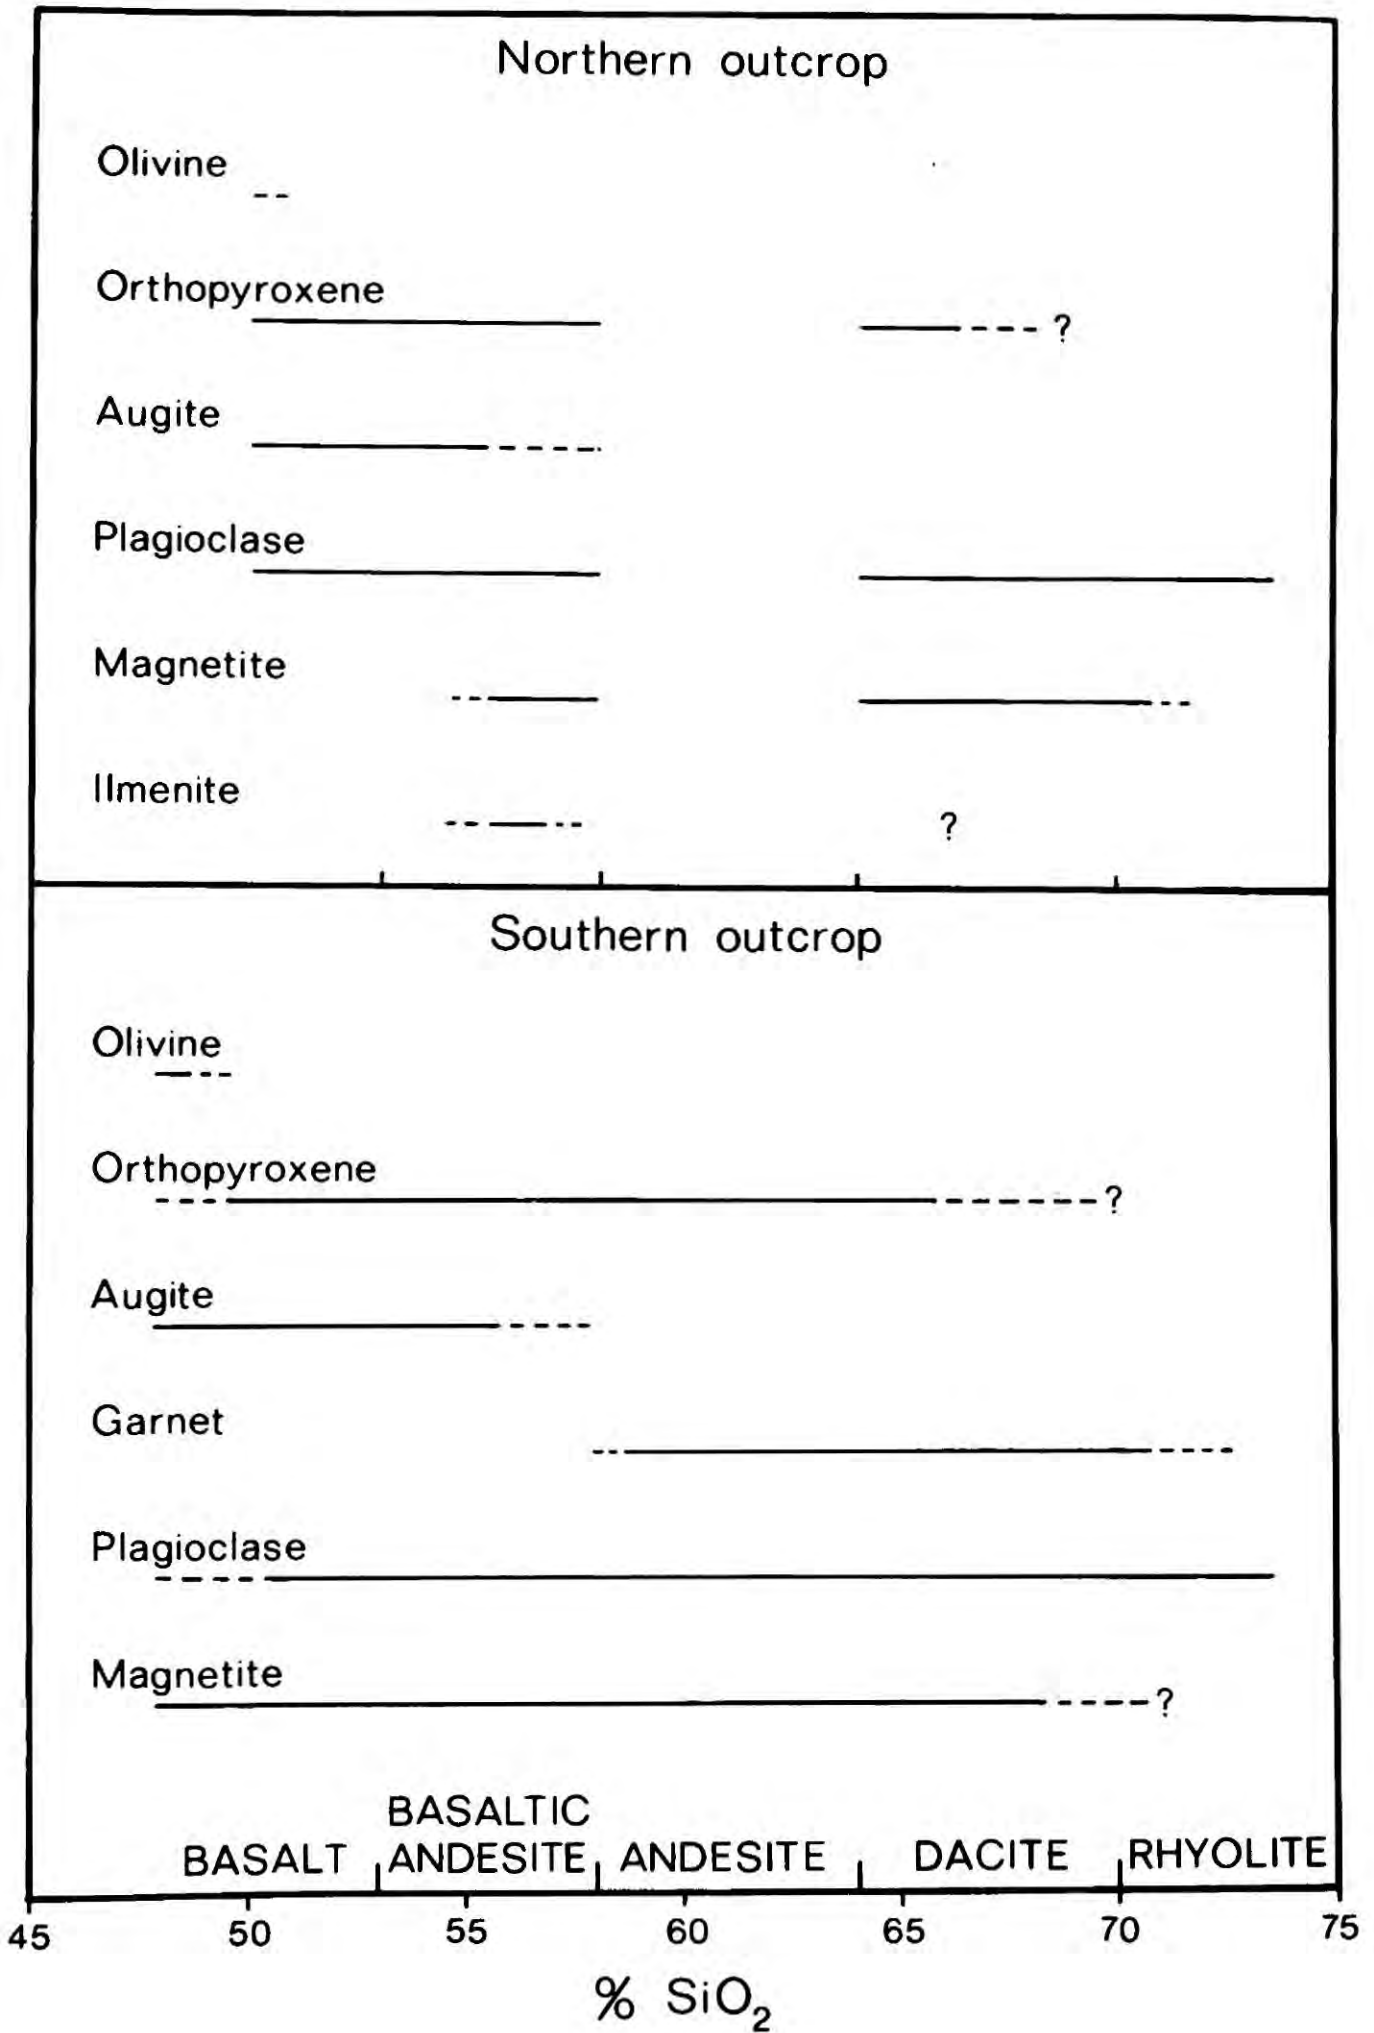 Northern outcrop
Olivine
Orthopyroxene
?
Augite
Plagioclase
Magnetite
Ilmenite
?
Southern outcrop
Olivine
Orthopyroxene
?
Augite
Garnet
Plagioclase
Magnetite
?
BASALT
BASALTIC
ANDESITE
ANDESITE
DACITE
RHYOLITE
45 50 55 60 65 70 75
% SiO₂